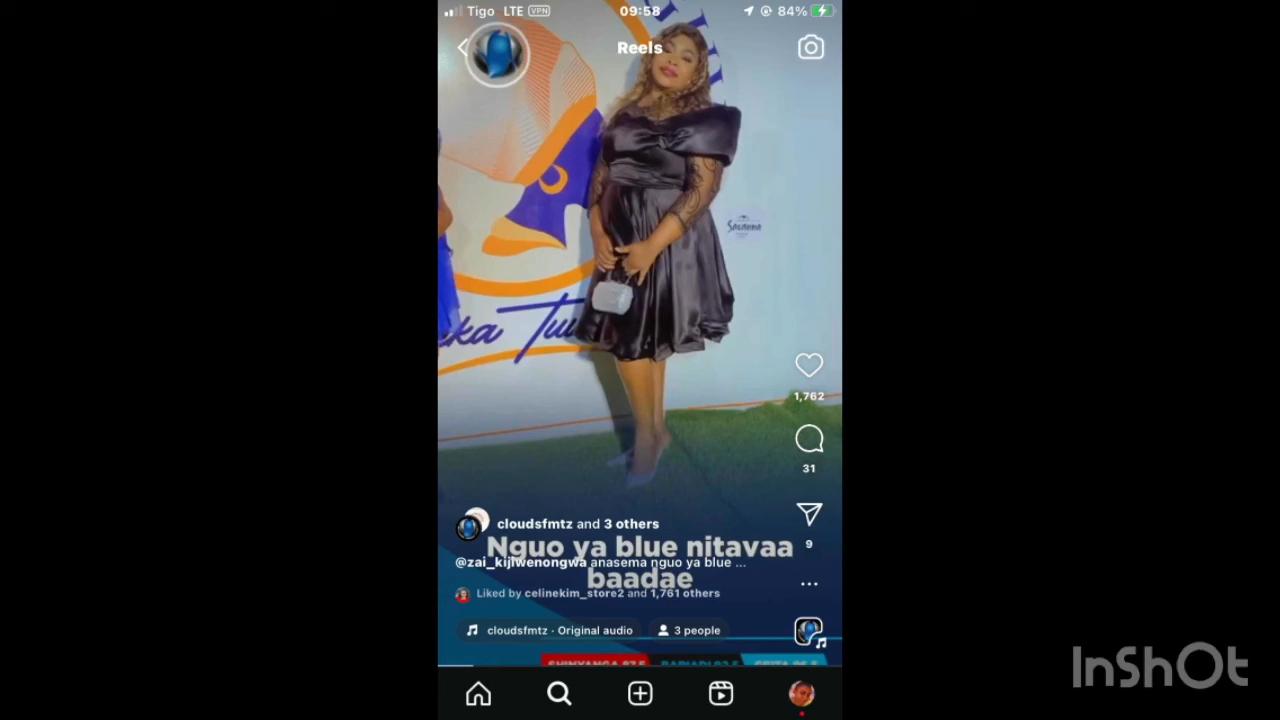 Tigo LTE VPN 09:58 84%
Reels
Savanna
ka Tuu
1,762
31
cloudsfmtz and 3 others
9
Nguo ya blue nitavaa
@zai_kijiwenongwa anasema nguo ya blue ...
baadae
Liked by celinekim_store2 and 1,761 others
cloudsfmtz · Original audio 3 people
InShOt